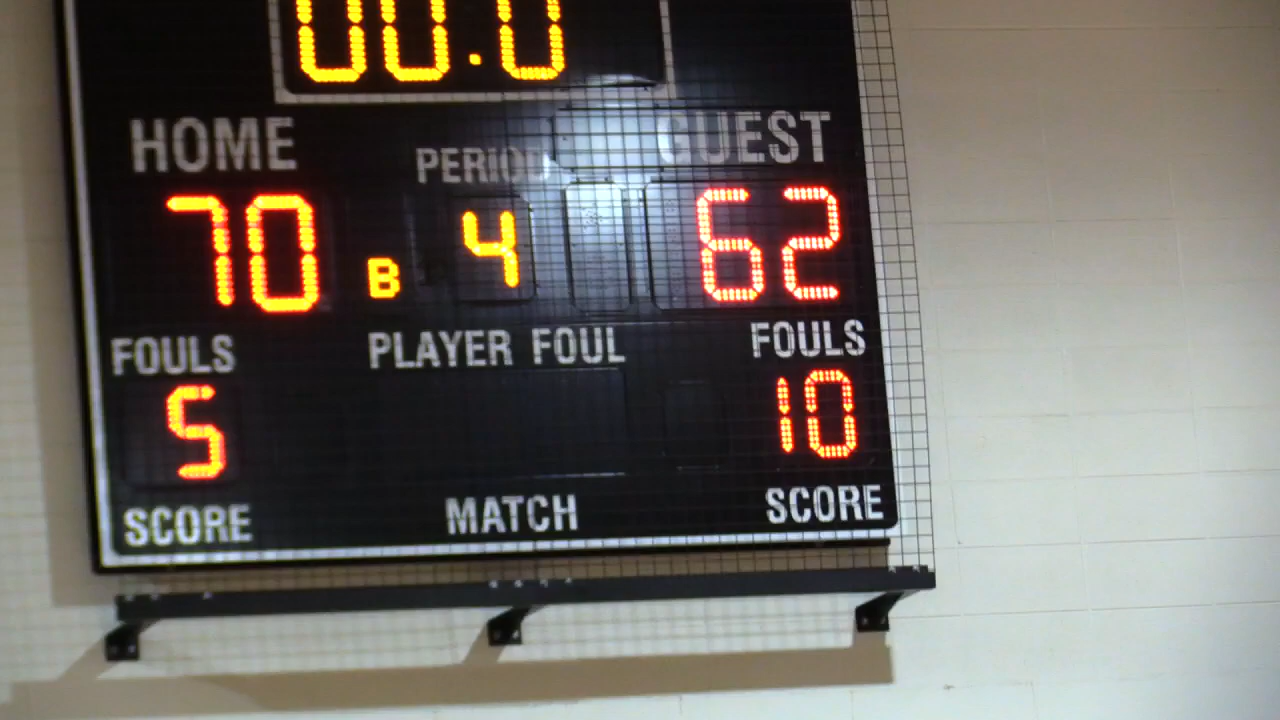 00.0
HOME PERIOD GUEST
70 B 4 62
FOULS PLAYER FOUL FOULS
5 10
SCORE MATCH SCORE